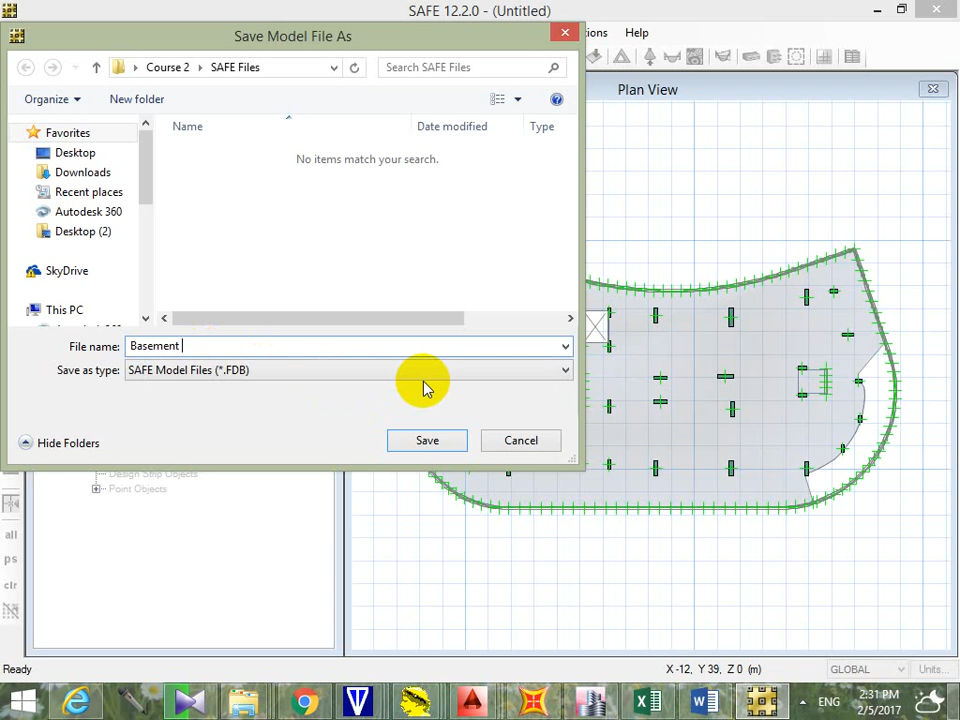 SAFE 12.2.0 - (Untitled)
Save Model File As
Help
Course 2
SAFE Files
Search SAFE Files
Plan View
Organize
New folder
Name
Date modified
Type
Favorites
No items match your search.
Desktop
Downloads
Recent places
Autodesk 360
Desktop (2)
SkyDrive
This PC
File name:
Basement
Save as type:
SAFE Model Files (*.FDB)
Hide Folders
Save
Cancel
Design Strip Objects
Point Objects
all
ps
clr
Ready
X -12, Y 39, Z 0 (m)
GLOBAL
Units...
ENG
2:31 PM
2/5/2017